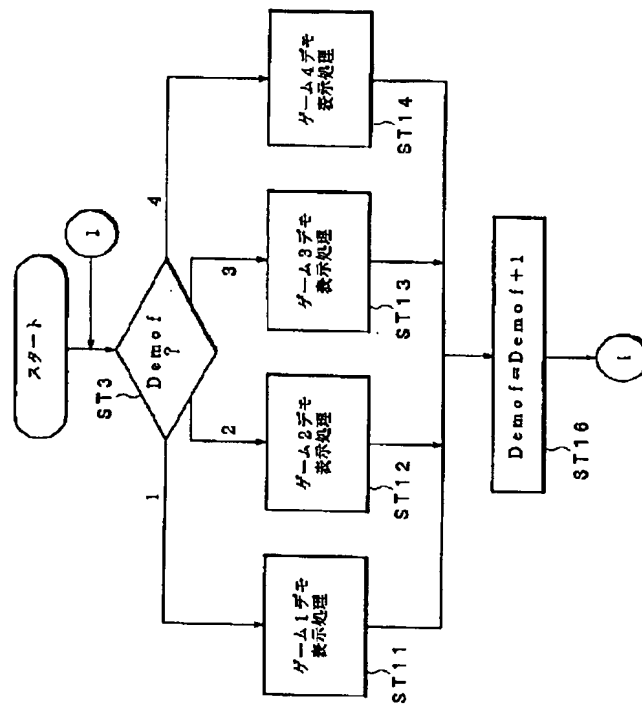 スタート
1
ST3
Demof
?
1
2
3
4
ゲーム1デモ
表示処理
ST11
ゲーム2デモ
表示処理
ST12
ゲーム3デモ
表示処理
ST13
ゲーム4デモ
表示処理
ST14
Demof=Demof+1
ST16
1